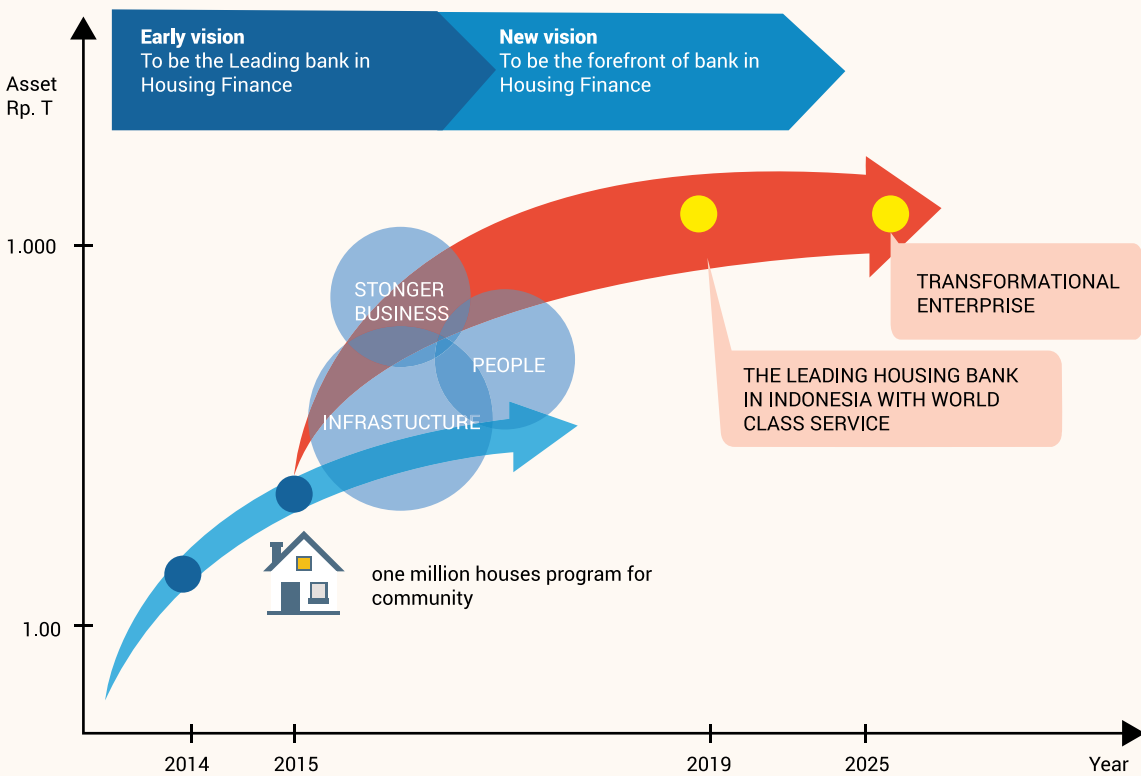 Early vision
To be the Leading bank in
Housing Finance
New vision
To be the forefront of bank in
Housing Finance
Asset
Rp. T
1.000
STONGER
BUSINESS
PEOPLE
INFRASTUCTURE
TRANSFORMATIONAL
ENTERPRISE
THE LEADING HOUSING BANK
IN INDONESIA WITH WORLD
CLASS SERVICE
one million houses program for
community
1.00
2014
2015
2019
2025
Year